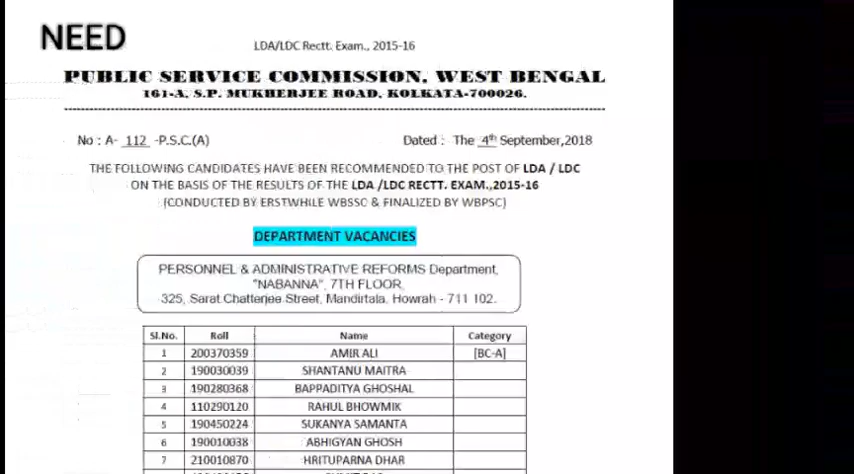 NEED
LDA/LDC Rectt. Exam., 2015-16
PUBLIC SERVICE COMMISSION, WEST BENGAL
161-A, S.P. MUKHERJEE ROAD, KOLKATA-700026.
No : A- 112 -P.S.C.(A) Dated : The 4th September,2018
THE FOLLOWING CANDIDATES HAVE BEEN RECOMMENDED TO THE POST OF LDA / LDC
ON THE BASIS OF THE RESULTS OF THE LDA /LDC RECTT. EXAM.,2015-16
(CONDUCTED BY ERSTWHILE WBSSC & FINALIZED BY WBPSC)
DEPARTMENT VACANCIES
PERSONNEL & ADMINISTRATIVE REFORMS Department,
"NABANNA", 7TH FLOOR,
325, Sarat Chatterjee Street, Mandirtala, Howrah - 711 102.
Sl.No. Roll Name Category
1 200370359 AMIR ALI [BC-A]
2 190030039 SHANTANU MAITRA
3 190280368 BAPPADITYA GHOSHAL
4 110290120 RAHUL BHOWMIK
5 190450224 SUKANYA SAMANTA
6 190010038 ABHIGYAN GHOSH
7 210010870 HRITUPARNA DHAR